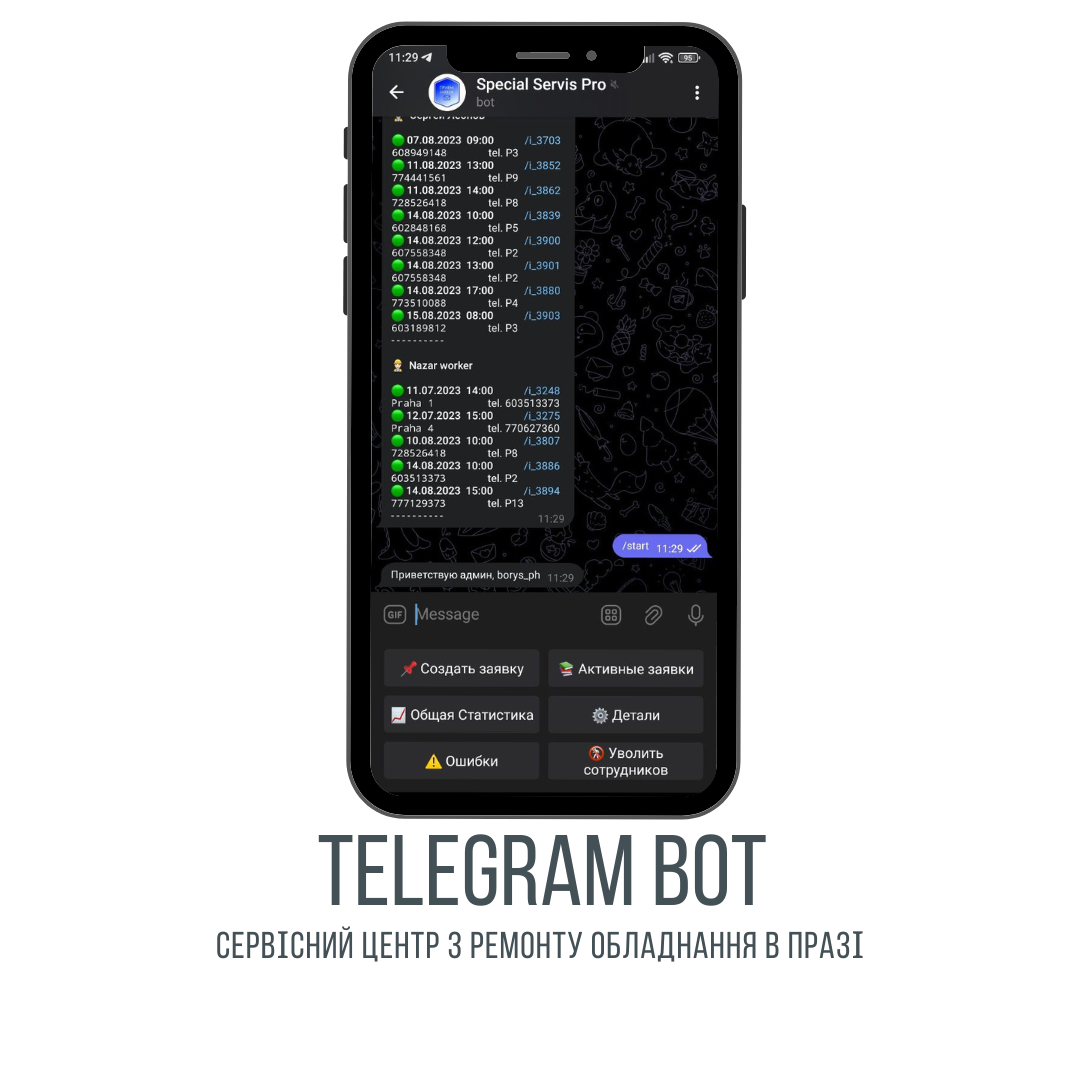 11:29
95
Special Servis Pro
bot
Сергей Леонов
07.08.2023 09:00 /i_3703
608949148 tel. P3
11.08.2023 13:00 /i_3852
774441561 tel. P9
11.08.2023 14:00 /i_3862
728526418 tel. P8
14.08.2023 10:00 /i_3839
602848168 tel. P5
14.08.2023 12:00 /i_3900
607558348 tel. P2
14.08.2023 13:00 /i_3901
607558348 tel. P2
14.08.2023 17:00 /i_3880
773510088 tel. P4
15.08.2023 08:00 /i_3903
603189812 tel. P3
----------
Nazar worker
11.07.2023 14:00 /i_3248
Praha 1 tel. 603513373
12.07.2023 15:00 /i_3275
Praha 4 tel. 770627360
10.08.2023 10:00 /i_3807
728526418 tel. P8
14.08.2023 10:00 /i_3886
603513373 tel. P2
14.08.2023 15:00 /i_3894
777129373 tel. P13
----------
11:29
/start 11:29
Приветствую админ, borys_ph 11:29
GIF Message
Создать заявку
Активные заявки
Общая Статистика
Детали
Ошибки
Уволить
сотрудников
TELEGRAM BOT
СЕРВІСНИЙ ЦЕНТР З РЕМОНТУ ОБЛАДНАННЯ В ПРАЗІ